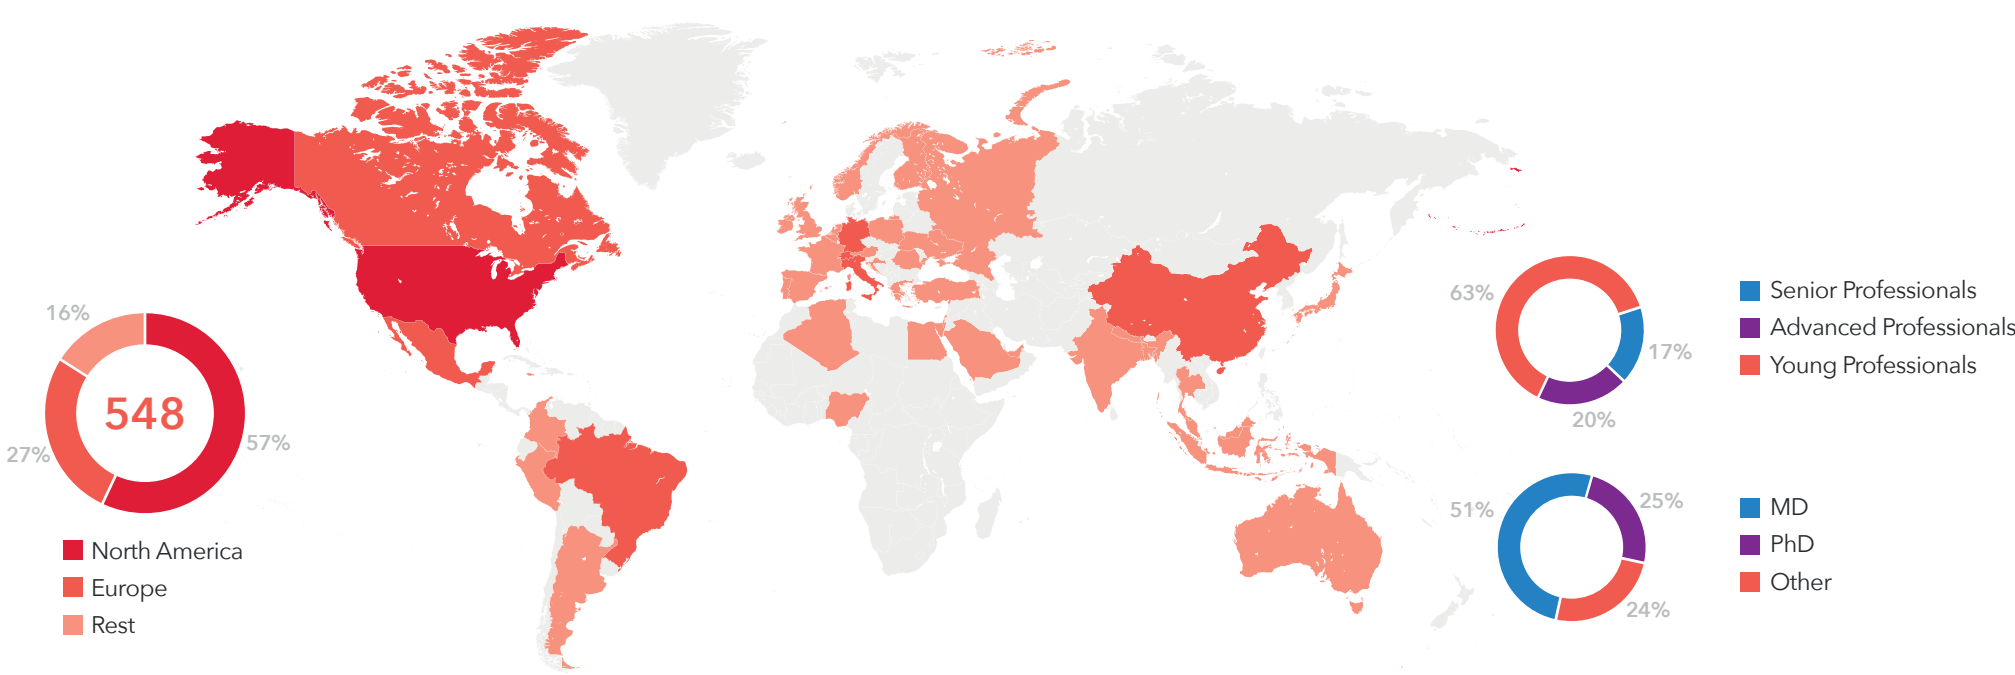 16%
548
27%
57%
North America
Europe
Rest
63%
17%
20%
Senior Professionals
Advanced Professionals
Young Professionals
51%
25%
24%
MD
PhD
Other